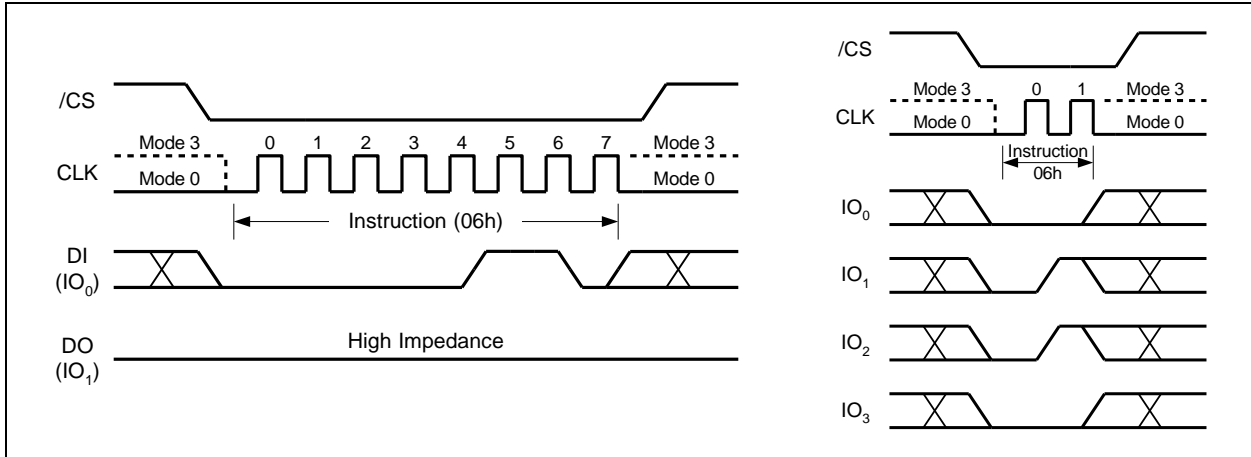 /CS
Mode 3 0 1 2 3 4 5 6 7 Mode 3
CLK Mode 0 Mode 0
Instruction (06h)
DI
(IO0)
High Impedance
DO
(IO1)
/CS
Mode 3 0 1 Mode 3
CLK Mode 0 Mode 0
Instruction
06h
IO0
IO1
IO2
IO3